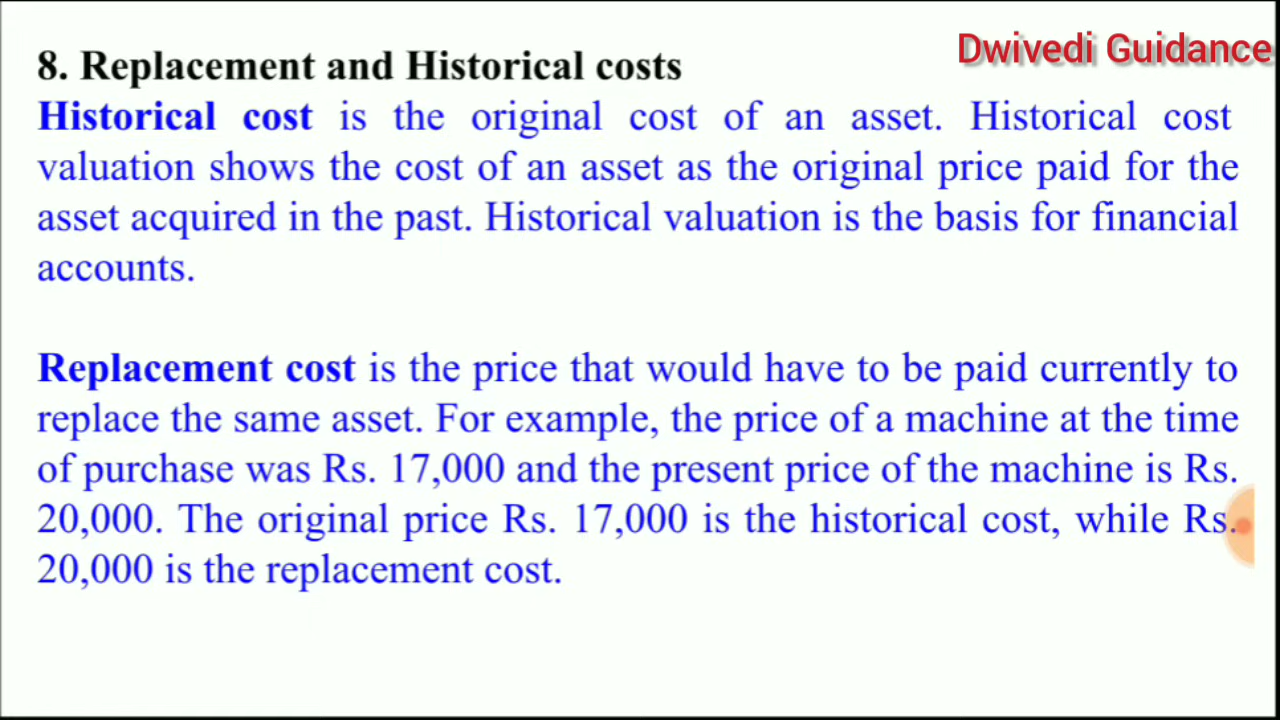 Dwivedi Guidance
8. Replacement and Historical costs
Historical cost is the original cost of an asset. Historical cost
valuation shows the cost of an asset as the original price paid for the
asset acquired in the past. Historical valuation is the basis for financial
accounts.
Replacement cost is the price that would have to be paid currently to
replace the same asset. For example, the price of a machine at the time
of purchase was Rs. 17,000 and the present price of the machine is Rs.
20,000. The original price Rs. 17,000 is the historical cost, while Rs.
20,000 is the replacement cost.